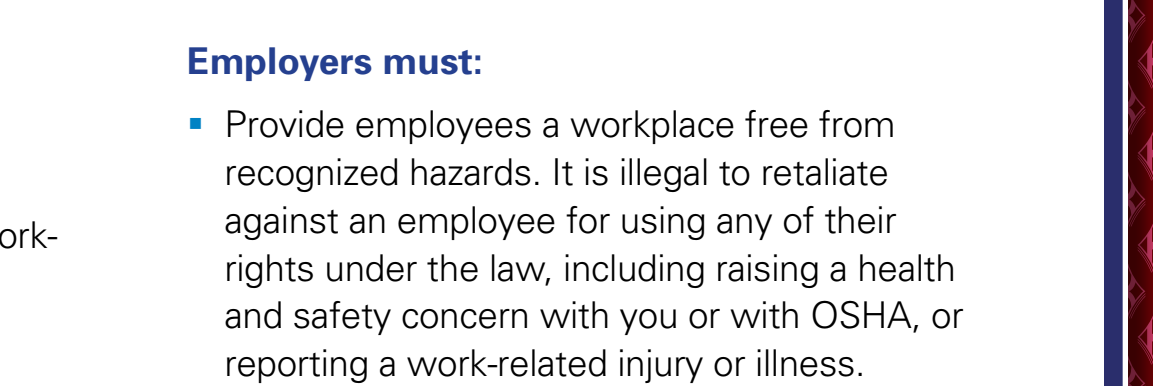 Employers must:
▪ Provide employees a workplace free from
recognized hazards. It is illegal to retaliate
against an employee for using any of their
rights under the law, including raising a health
and safety concern with you or with OSHA, or
reporting a work-related injury or illness.
ork-